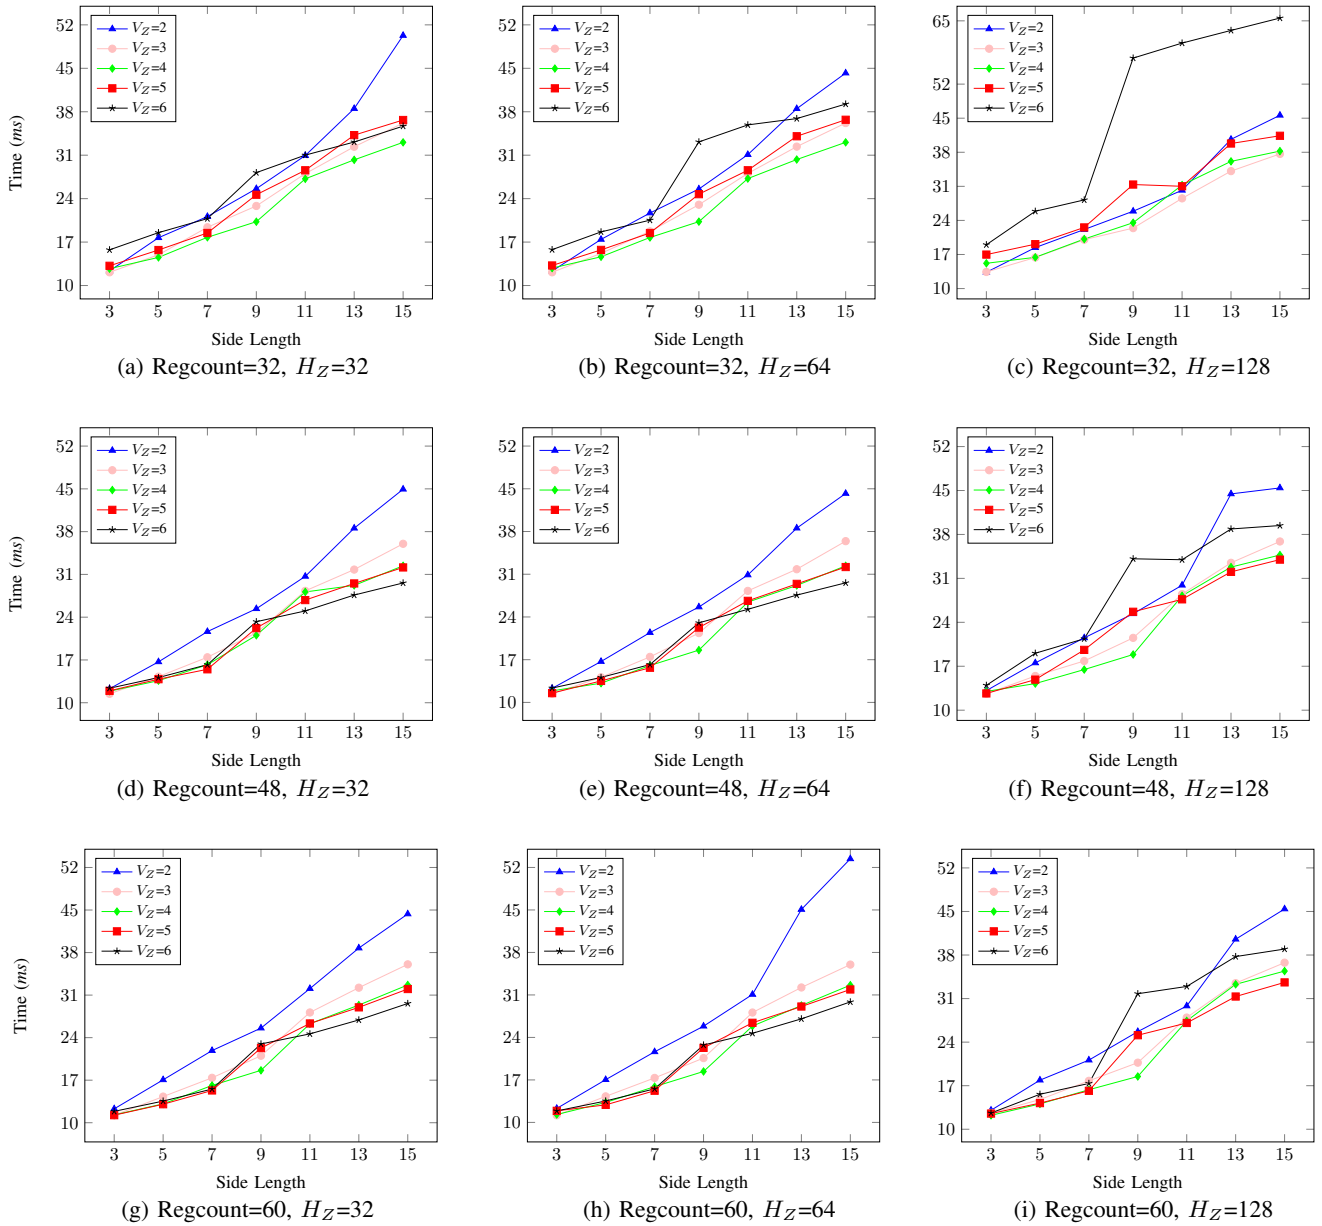 52
45
38
31
24
17
10
3 5 7 9 11 13 15
V_Z=2
V_Z=3
V_Z=4
V_Z=5
V_Z=6
Time (ms)
Side Length
(a) Regcount=32, H_Z=32
52
45
38
31
24
17
10
3 5 7 9 11 13 15
V_Z=2
V_Z=3
V_Z=4
V_Z=5
V_Z=6
Side Length
(b) Regcount=32, H_Z=64
65
52
45
38
31
24
17
10
3 5 7 9 11 13 15
V_Z=2
V_Z=3
V_Z=4
V_Z=5
V_Z=6
Side Length
(c) Regcount=32, H_Z=128
52
45
38
31
24
17
10
3 5 7 9 11 13 15
V_Z=2
V_Z=3
V_Z=4
V_Z=5
V_Z=6
Time (ms)
Side Length
(d) Regcount=48, H_Z=32
52
45
38
31
24
17
10
3 5 7 9 11 13 15
V_Z=2
V_Z=3
V_Z=4
V_Z=5
V_Z=6
Side Length
(e) Regcount=48, H_Z=64
52
45
38
31
24
17
10
3 5 7 9 11 13 15
V_Z=2
V_Z=3
V_Z=4
V_Z=5
V_Z=6
Side Length
(f) Regcount=48, H_Z=128
52
45
38
31
24
17
10
3 5 7 9 11 13 15
V_Z=2
V_Z=3
V_Z=4
V_Z=5
V_Z=6
Time (ms)
Side Length
(g) Regcount=60, H_Z=32
52
45
38
31
24
17
10
3 5 7 9 11 13 15
V_Z=2
V_Z=3
V_Z=4
V_Z=5
V_Z=6
Side Length
(h) Regcount=60, H_Z=64
52
45
38
31
24
17
10
3 5 7 9 11 13 15
V_Z=2
V_Z=3
V_Z=4
V_Z=5
V_Z=6
Side Length
(i) Regcount=60, H_Z=128